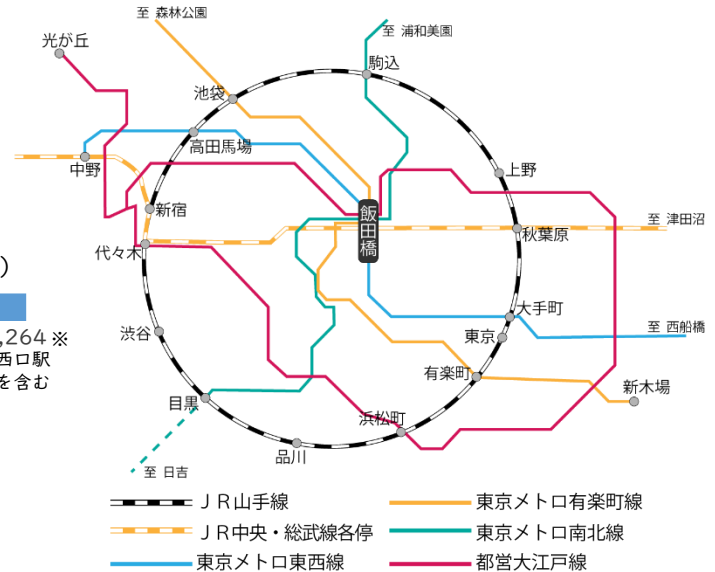 至 森林公園
至 浦和美園
光が丘
駒込
池袋
高田馬場
上野
中野
新宿
飯田橋
至 津田沼
秋葉原
代々木
)
大手町
,264 ※
至 西船橋
渋谷
東京
西口駅
を含む
有楽町
新木場
目黒
浜松町
品川
至 日吉
JR山手線
東京メトロ有楽町線
JR中央・総武線各停
東京メトロ南北線
東京メトロ東西線
都営大江戸線